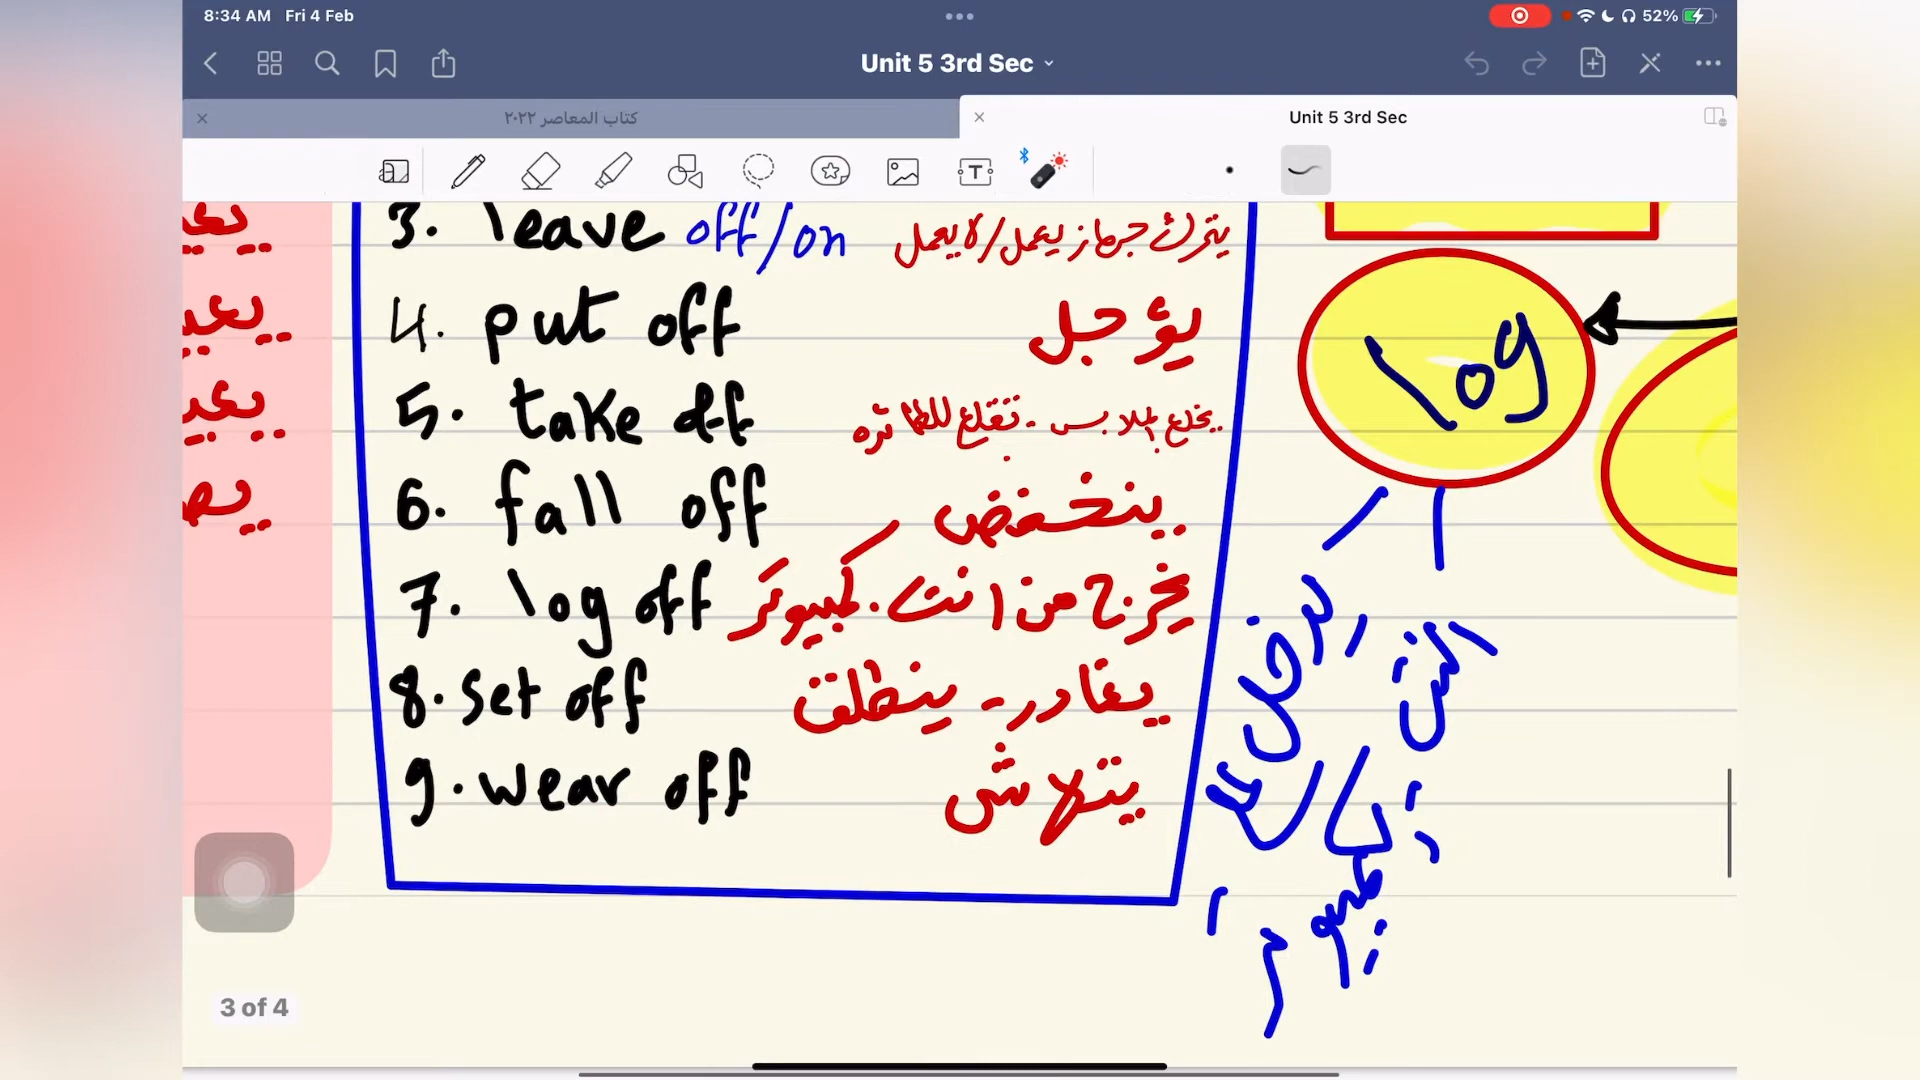 8:34 AM Fri 4 Feb
52%
Unit 5 3rd Sec
كتاب المعاصر ٢٠٢٢
Unit 5 3rd Sec
3. leave off/on يترك جهاز يعمل/لا يعمل
4. put off يؤجل
5. take off يخلع الملابس - تقلع للطائره
6. fall off ينخفض
7. log off يخرج من انت. كمبيوتر
8. set off يغادر - ينطلق
9. wear off يتلاشى
log
3 of 4